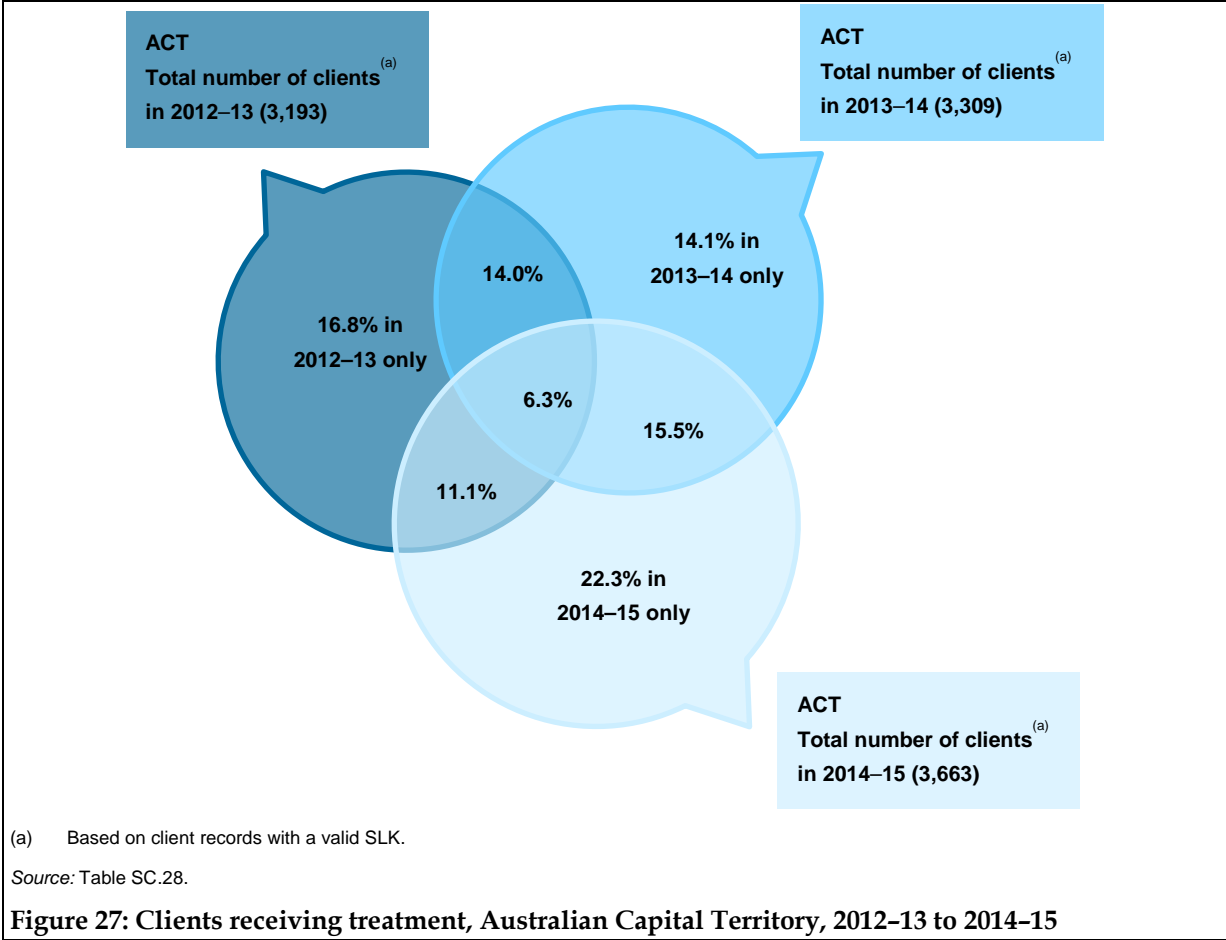 ACT
Total number of clients(a)
in 2012–13 (3,193)
ACT
Total number of clients(a)
in 2013–14 (3,309)
14.1% in
2013–14 only
14.0%
16.8% in
2012–13 only
6.3%
15.5%
11.1%
22.3% in
2014–15 only
ACT
Total number of clients(a)
in 2014–15 (3,663)
(a) Based on client records with a valid SLK.
Source: Table SC.28.
Figure 27: Clients receiving treatment, Australian Capital Territory, 2012–13 to 2014–15